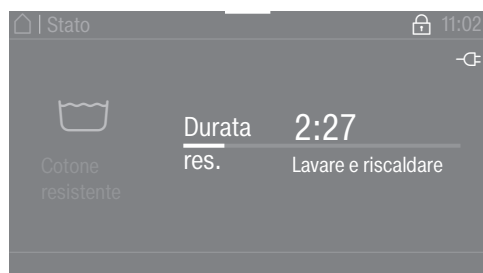 | Stato
11:02
Durata 2:27
res. Lavare e riscaldare
Cotone
resistente